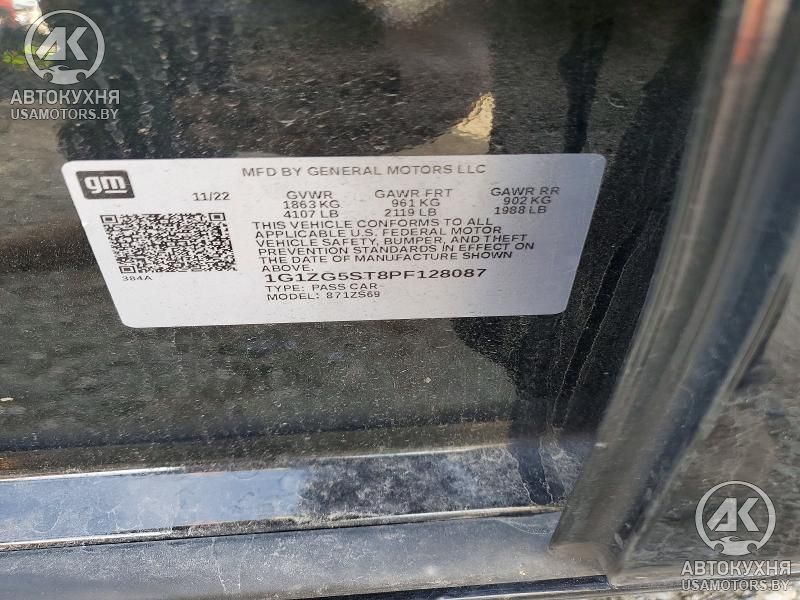 AK
АВТОКУХНЯ
USAMOTORS.BY
gm
MFD BY GENERAL MOTORS LLC
11/22
GVWR GAWR FRT GAWR RR
1863 KG 961 KG 902 KG
4107 LB 2119 LB 1988 LB
THIS VEHICLE CONFORMS TO ALL
APPLICABLE U.S. FEDERAL MOTOR
VEHICLE SAFETY, BUMPER, AND THEFT
PREVENTION STANDARDS IN EFFECT ON
THE DATE OF MANUFACTURE SHOWN
ABOVE.
384A
1G1ZG5ST8PF128087
TYPE: PASS CAR
MODEL: 871ZS69
AK
АВТОКУХНЯ
USAMOTORS.BY